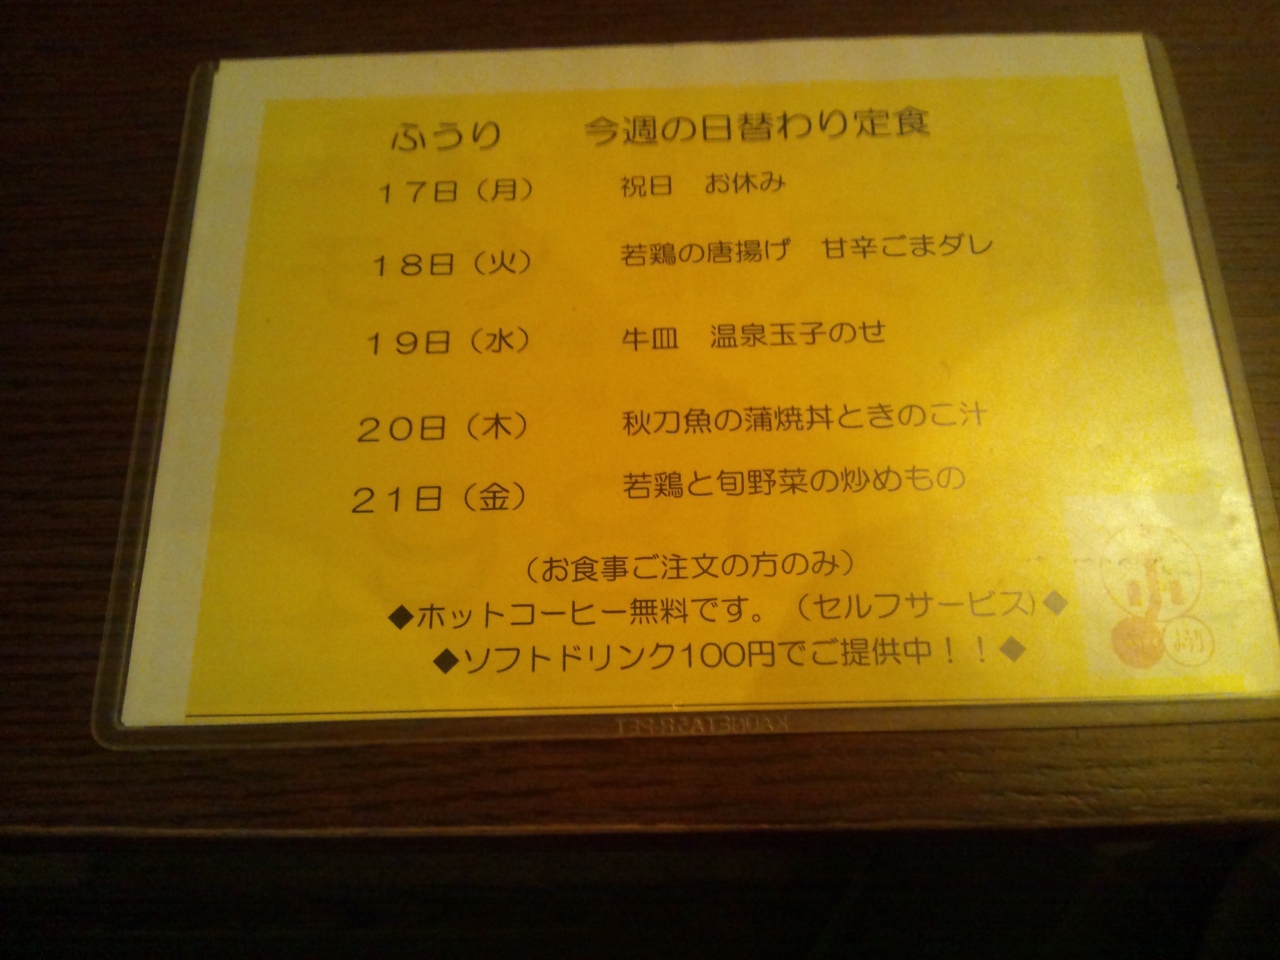 ふうり　今週の日替わり定食
１７日（月）　祝日　お休み
１８日（火）　若鶏の唐揚げ　甘辛ごまダレ
１９日（水）　牛皿　温泉玉子のせ
２０日（木）　秋刀魚の蒲焼丼ときのこ汁
２１日（金）　若鶏と旬野菜の炒めもの
（お食事ご注文の方のみ）
◆ホットコーヒー無料です。（セルフサービス)◆
◆ソフトドリンク100円でご提供中！！◆